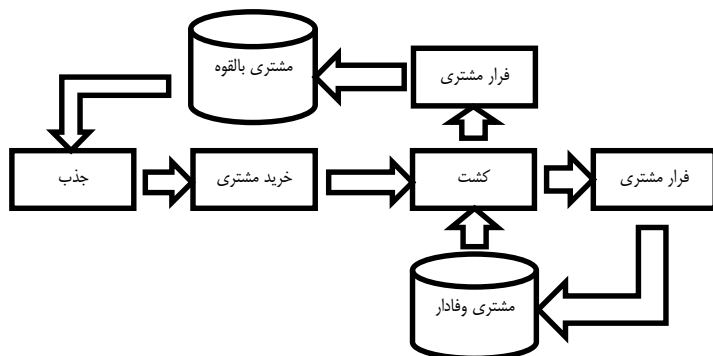 مشتری بالقوه
فرار مشتری
جذب
خرید مشتری
کشت
فرار مشتری
مشتری وفادار